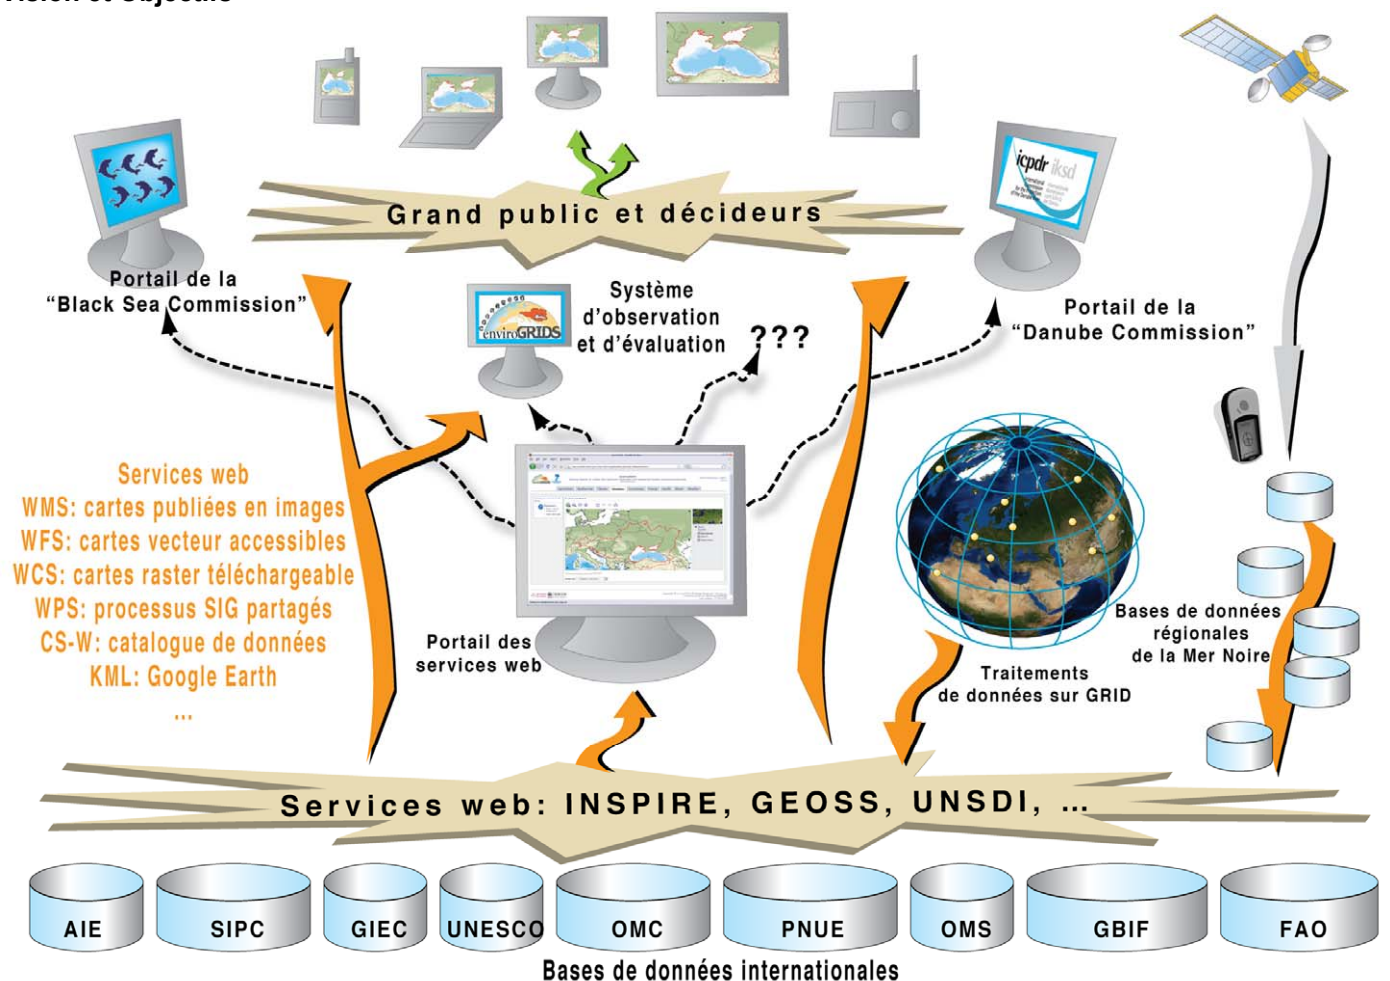 Vision et Objectifs
icpdr iksd
Grand public et décideurs
Portail de la
“Black Sea Commission”
enviroGRIDS
Système
d’observation
et d’évaluation
???
Portail de la
“Danube Commission”
Services web
WMS: cartes publiées en images
WFS: cartes vecteur accessibles
WCS: cartes raster téléchargeable
WPS: processus SIG partagés
CS-W: catalogue de données
KML: Google Earth
...
Portail des
services web
Traitements
de données sur GRID
Bases de données
régionales
de la Mer Noire
Services web: INSPIRE, GEOSS, UNSDI, ...
AIE
SIPC
GIEC
UNESCO
OMC
PNUE
OMS
GBIF
FAO
Bases de données internationales